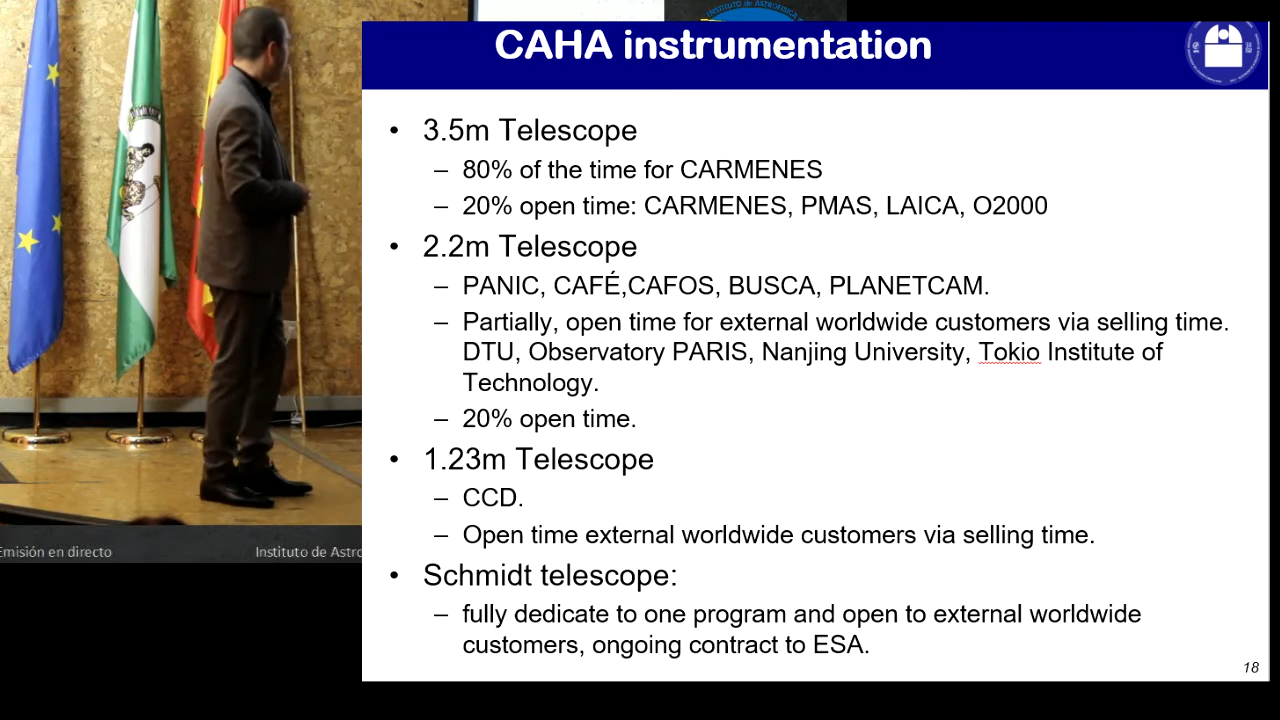 INSTITUTO DE ASTROFISICA
CAHA instrumentation
• 3.5m Telescope
– 80% of the time for CARMENES
– 20% open time: CARMENES, PMAS, LAICA, O2000
• 2.2m Telescope
– PANIC, CAFÉ,CAFOS, BUSCA, PLANETCAM.
– Partially, open time for external worldwide customers via selling time.
DTU, Observatory PARIS, Nanjing University, Tokio Institute of
Technology.
– 20% open time.
• 1.23m Telescope
– CCD.
– Open time external worldwide customers via selling time.
• Schmidt telescope:
– fully dedicate to one program and open to external worldwide
customers, ongoing contract to ESA.
18
Emisión en directo
Instituto de Astro